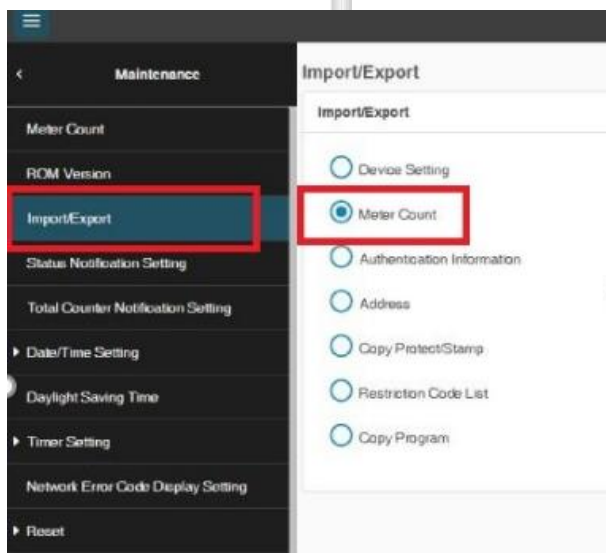 Maintenance
Meter Count
ROM Version
Import/Export
Status Notification Setting
Total Counter Notification Setting
Date/Time Setting
Daylight Saving Time
Timer Setting
Network Error Code Display Setting
Reset
Import/Export
Import/Export
Device Setting
Meter Count
Authentication Information
Address
Copy Protect/Stamp
Restriction Code List
Copy Program